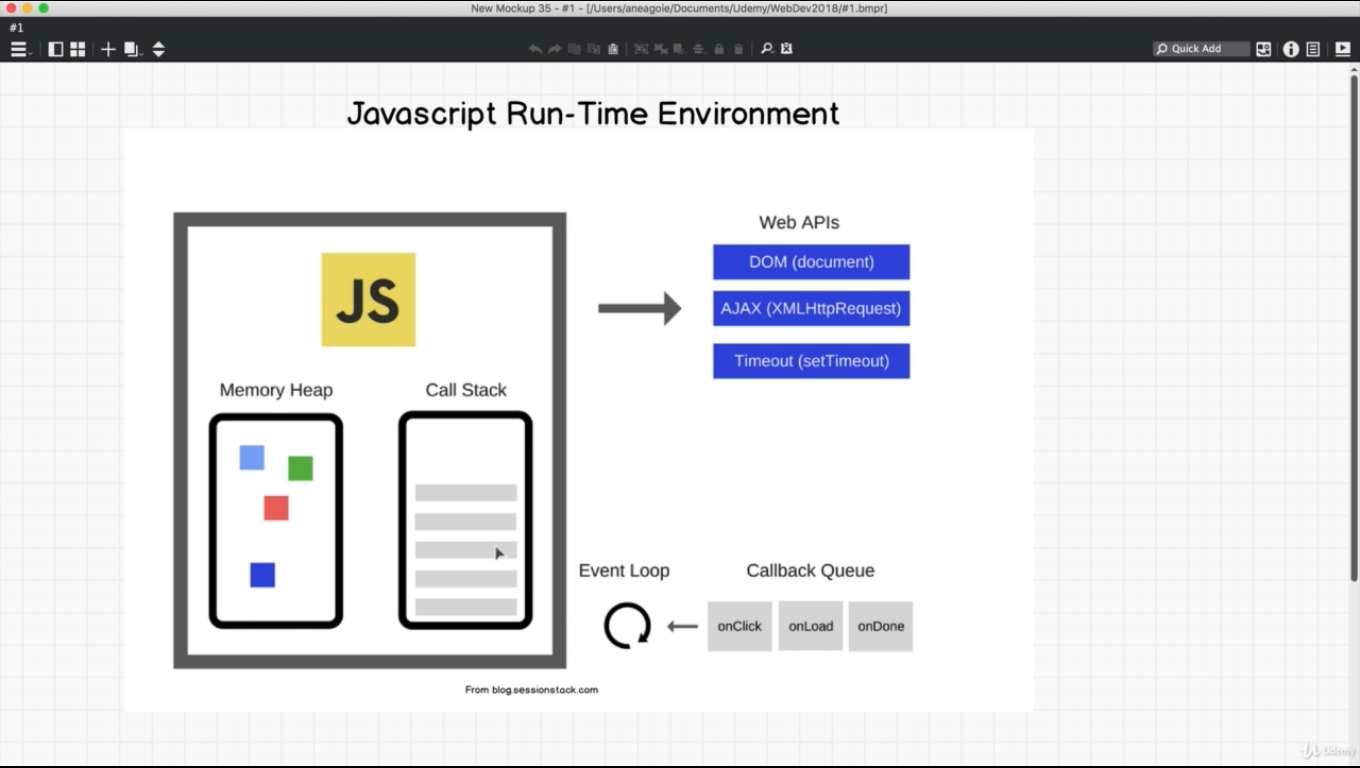 New Mockup 35 - #1 - [/Users/aneagoie/Documents/Udemy/WebDev2018/#1.bmpr]
#1
Quick Add
Javascript Run-Time Environment
JS
Memory Heap
Call Stack
Web APIs
DOM (document)
AJAX (XMLHttpRequest)
Timeout (setTimeout)
Event Loop
Callback Queue
onClick
onLoad
onDone
From blog.sessionstack.com
Udemy